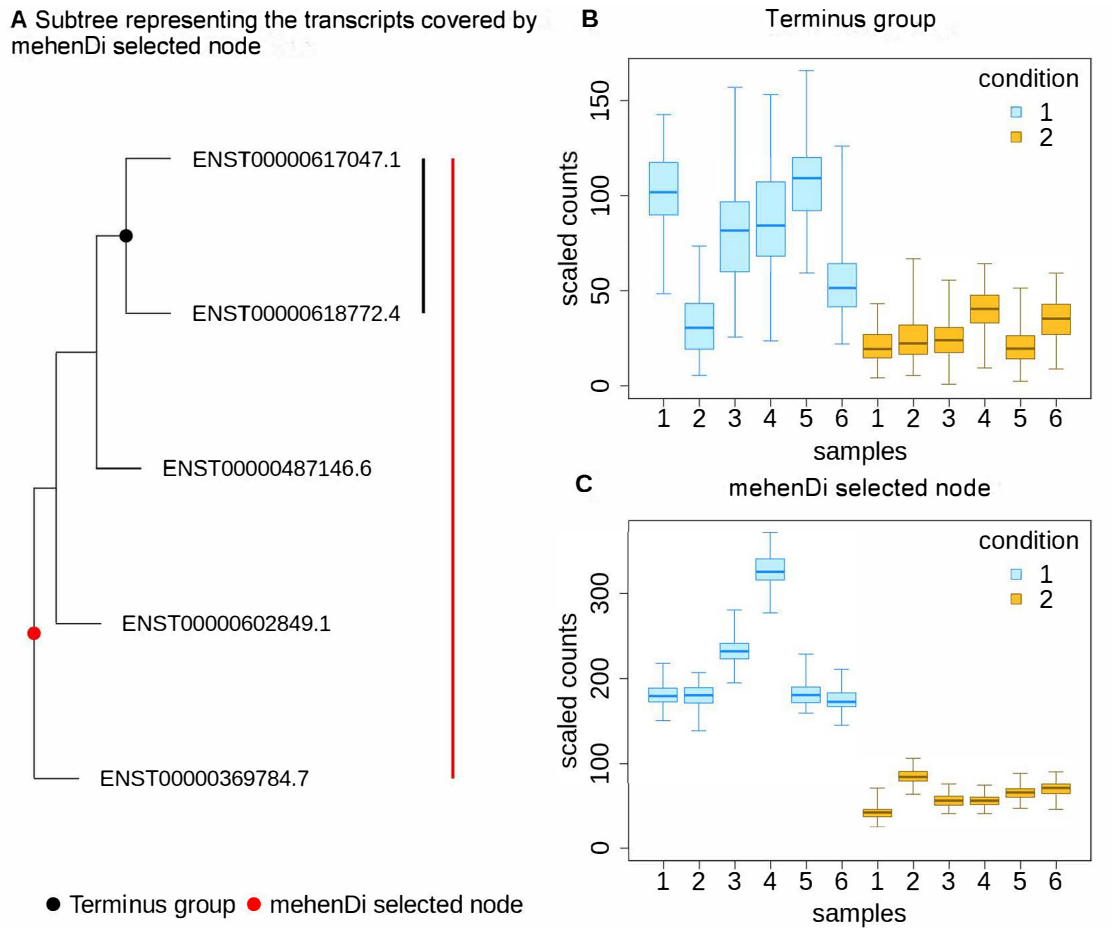 A Subtree representing the transcripts covered by
mehenDi selected node
ENST00000617047.1
ENST00000618772.4
ENST00000487146.6
ENST00000602849.1
ENST00000369784.7
Terminus group mehenDi selected node
B Terminus group
condition
1
2
scaled counts
150
100
50
0
1 2 3 4 5 6 1 2 3 4 5 6
samples
C mehenDi selected node
condition
1
2
scaled counts
300
200
100
0
1 2 3 4 5 6 1 2 3 4 5 6
samples